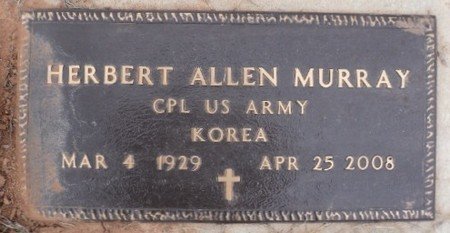 HERBERT ALLEN MURRAY
CPL US ARMY
KOREA
MAR 4 1929 APR 25 2008